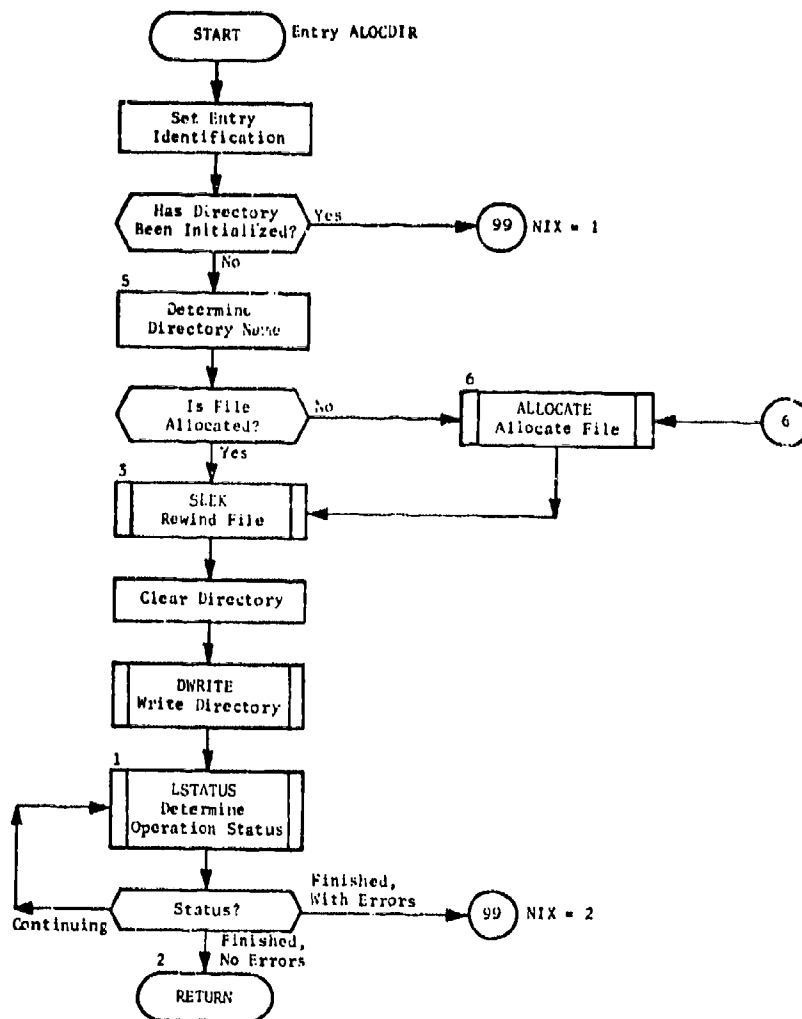 START
Entry ALOCDIR
Set Entry
Identification
Has Directory
Been Initialized?
Yes
99
NIX = 1
No
5
Determine
Directory Name
Is File
Allocated?
No
6
ALLOCATE
Allocate File
6
Yes
3
SEEK
Rewind File
Clear Directory
DWRITE
Write Directory
1
LSTATUS
Determine
Operation Status
Status?
Continuing
Finished,
With Errors
99
NIX = 2
Finished,
No Errors
2
RETURN